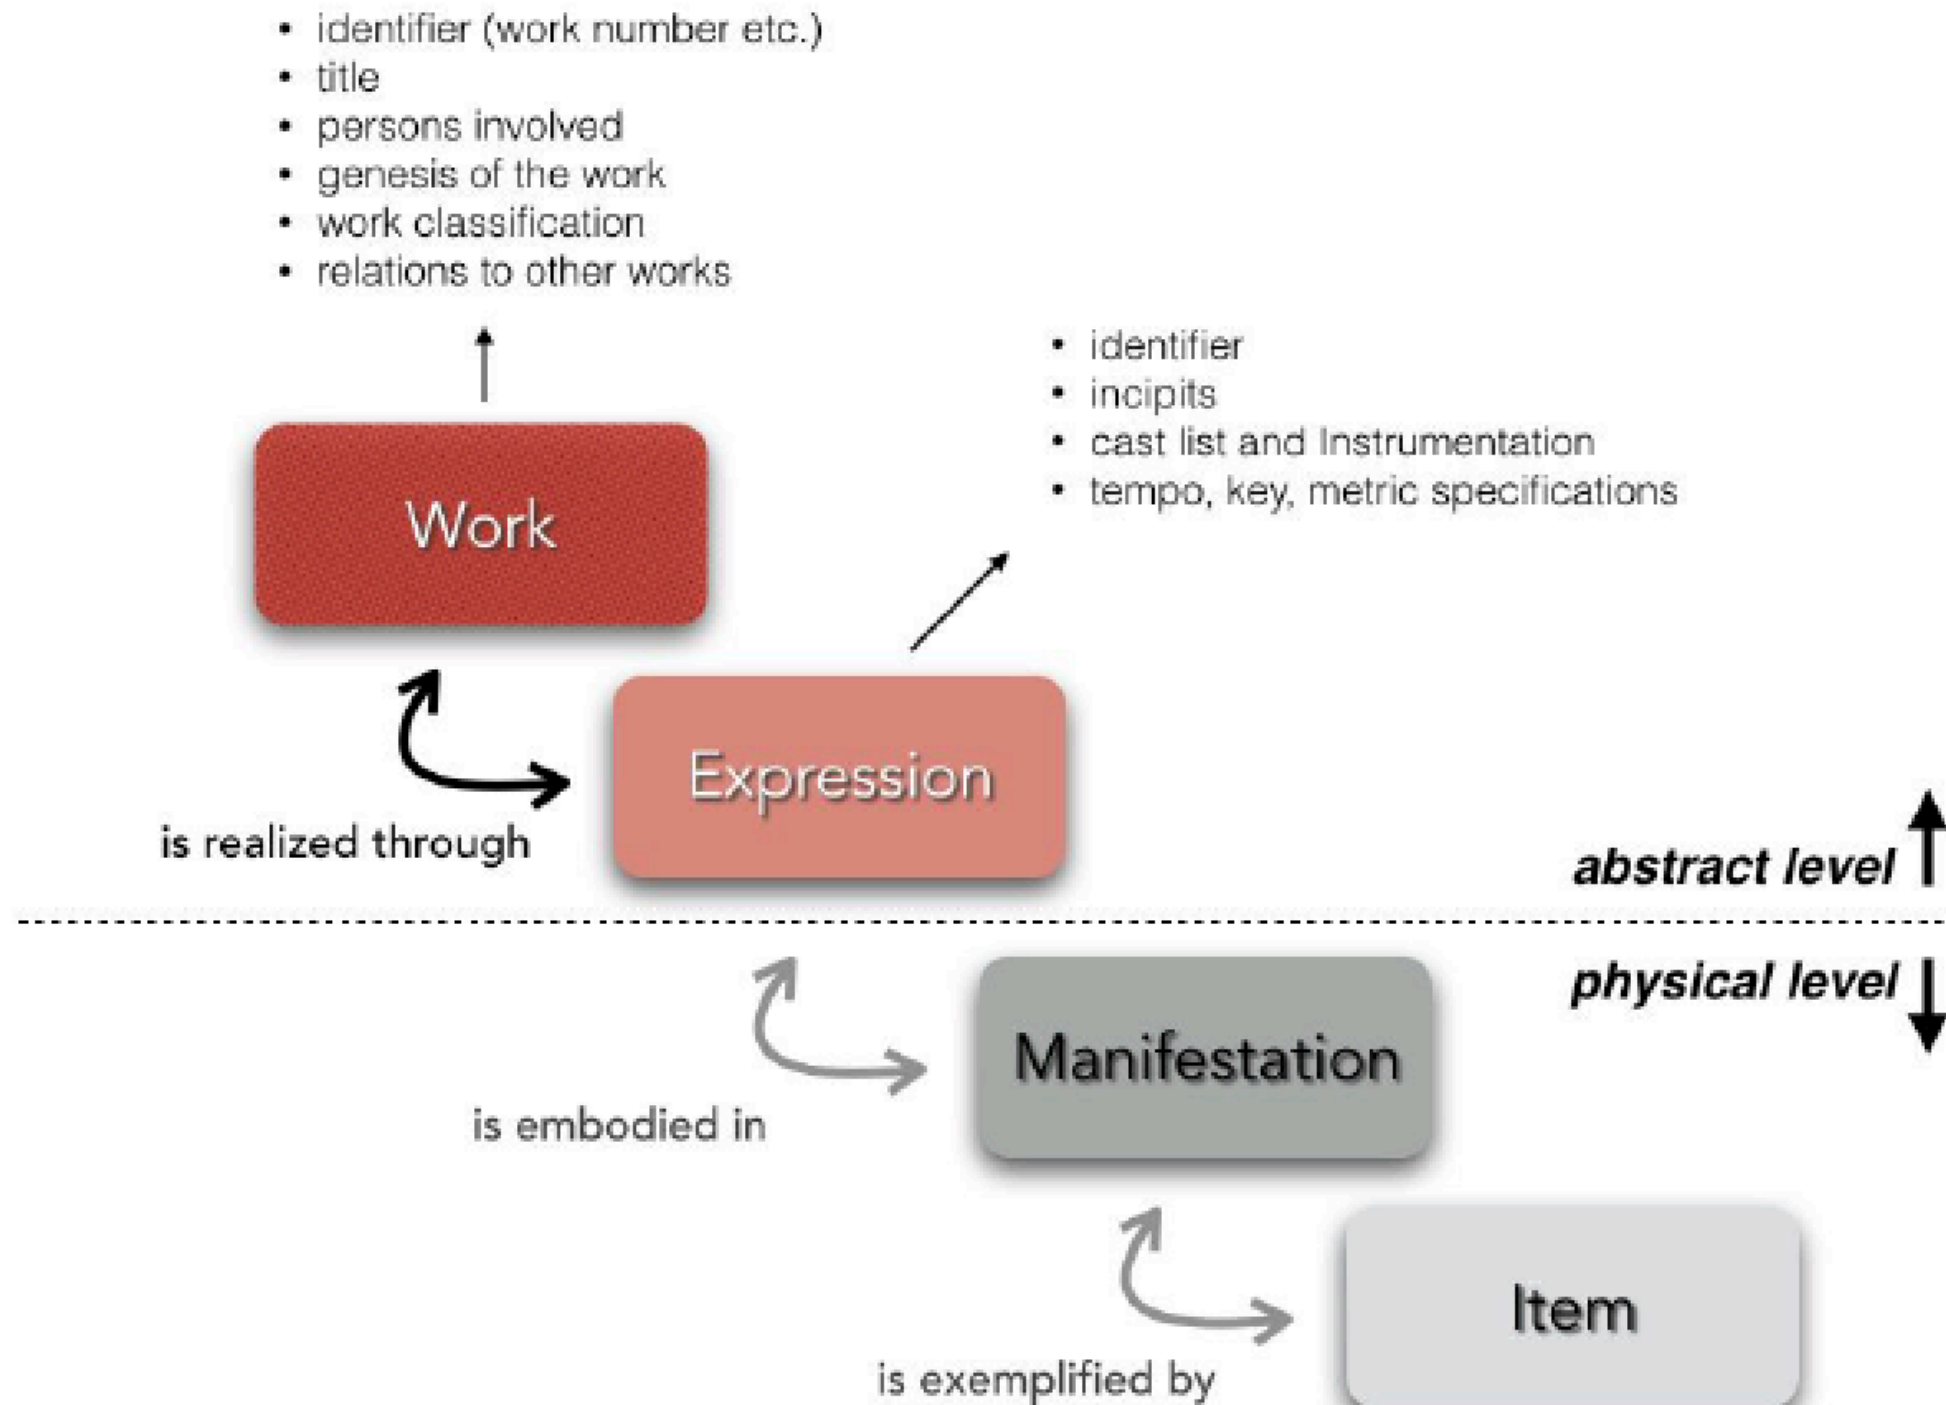 • identifier (work number etc.)
• title
• persons involved
• genesis of the work
• work classification
• relations to other works
• identifier
• incipits
• cast list and Instrumentation
• tempo, key, metric specifications
Work
Expression
is realized through
abstract level
physical level
Manifestation
is embodied in
Item
is exemplified by